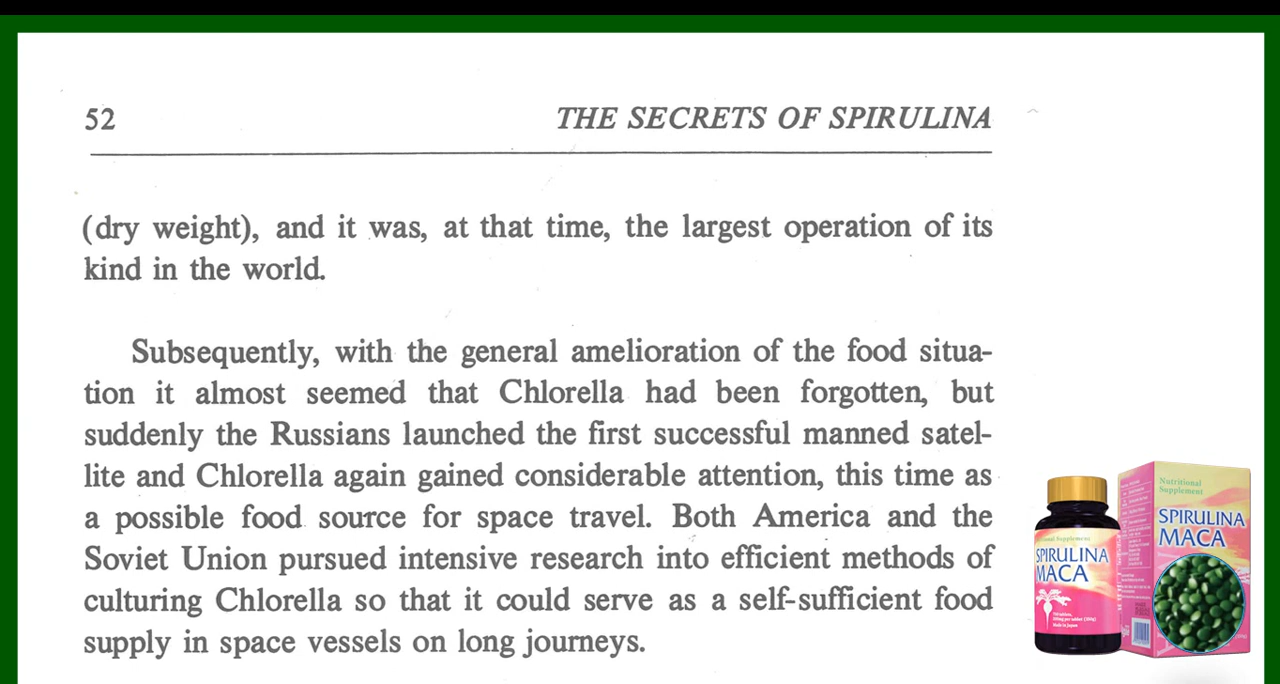 52 THE SECRETS OF SPIRULINA
(dry weight), and it was, at that time, the largest operation of its
kind in the world.
Subsequently, with the general amelioration of the food situa-
tion it almost seemed that Chlorella had been forgotten, but
suddenly the Russians launched the first successful manned satel-
lite and Chlorella again gained considerable attention, this time as
a possible food source for space travel. Both America and the
Soviet Union pursued intensive research into efficient methods of
culturing Chlorella so that it could serve as a self-sufficient food
supply in space vessels on long journeys.
Nutritional Supplement
SPIRULINA
MACA
Made in Japan
Nutritional
Supplement
SPIRULINA
MACA